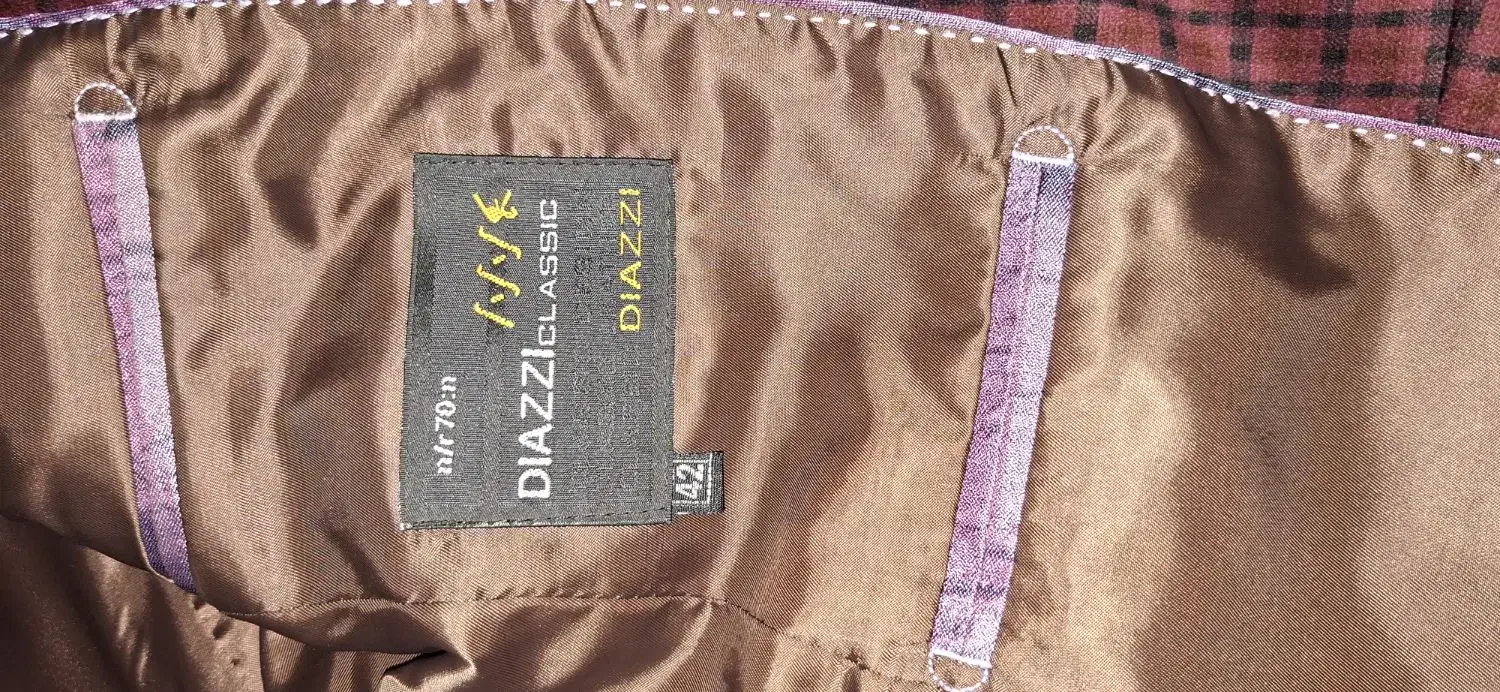 n/r 70:n
DIAZZI CLASSIC
DIAZZI
42